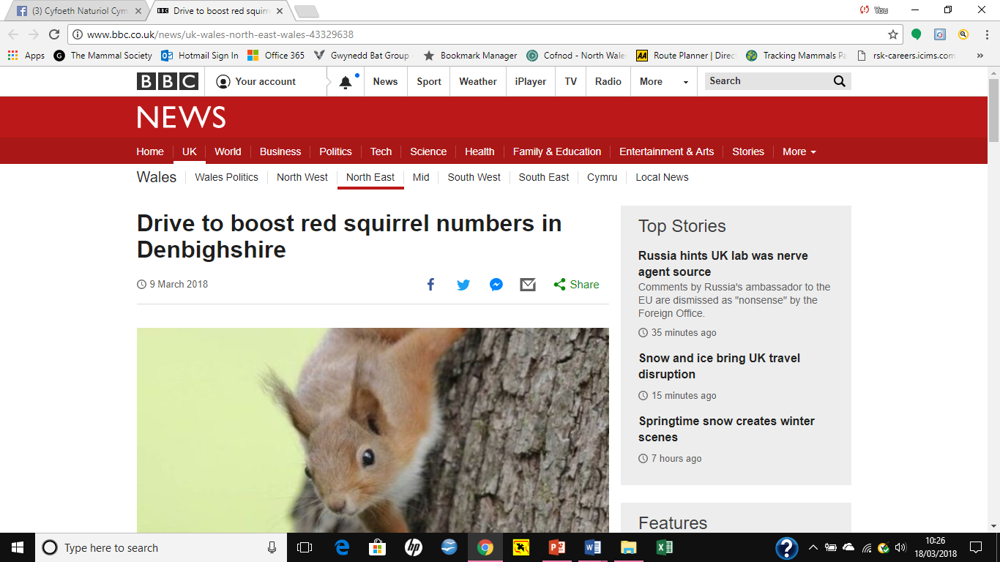 (3) Cyfoeth Naturiol Cym
BBC Drive to boost red squirr
You
www.bbc.co.uk/news/uk-wales-north-east-wales-43329638
Apps The Mammal Society Hotmail Sign In Office 365 Gwynedd Bat Group Bookmark Manager Cofnod - North Wale AA Route Planner | Direc Tracking Mammals Pa rsk-careers.icims.com »
BBC Your account News Sport Weather iPlayer TV Radio More Search
NEWS
Home UK World Business Politics Tech Science Health Family & Education Entertainment & Arts Stories More
Wales Wales Politics North West North East Mid South West South East Cymru Local News
Drive to boost red squirrel numbers in
Denbighshire
9 March 2018 Share
Top Stories
Russia hints UK lab was nerve
agent source
Comments by Russia's ambassador to the
EU are dismissed as "nonsense" by the
Foreign Office.
35 minutes ago
Snow and ice bring UK travel
disruption
15 minutes ago
Springtime snow creates winter
scenes
7 hours ago
Features
Type here to search
10:26
18/03/2018